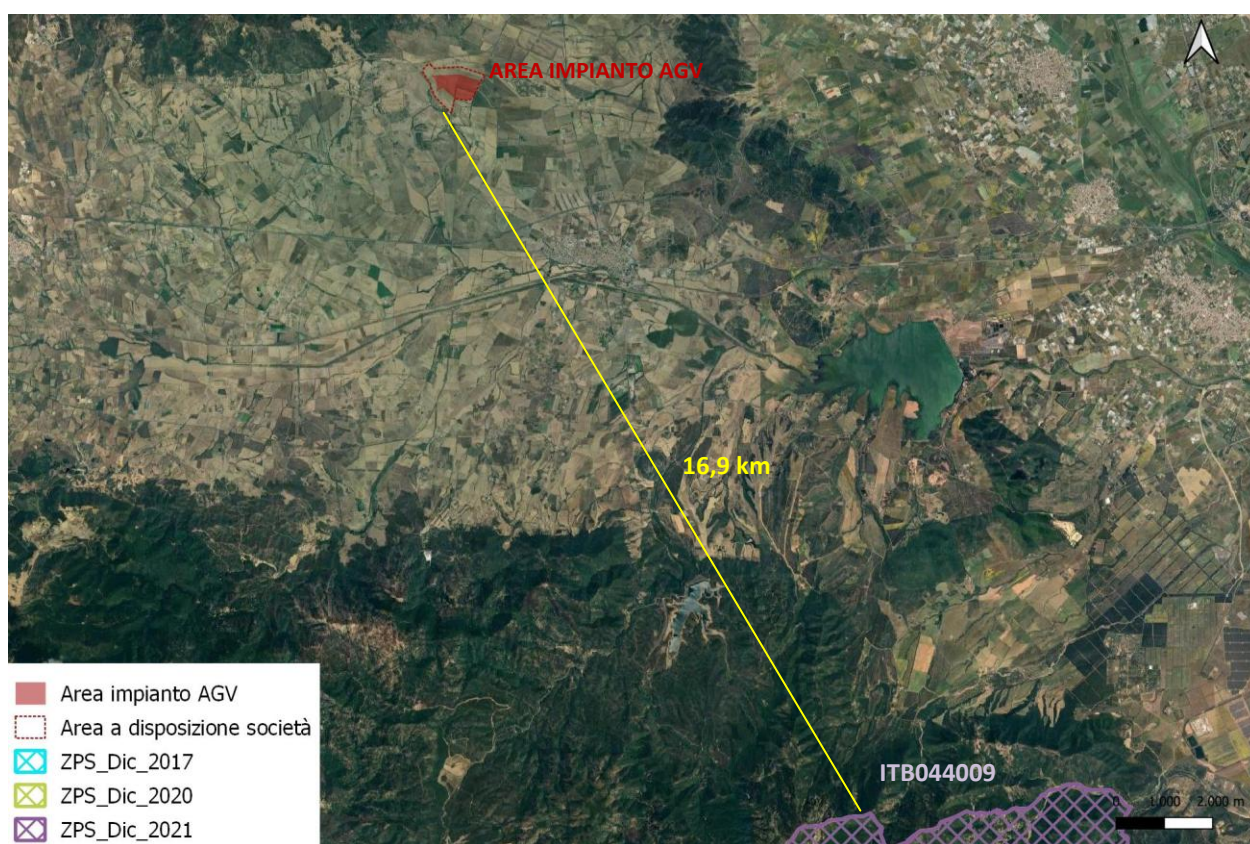 AREA IMPIANTO AGV
16,9 km
ITB044009
0 1.000 2.000 m
Area impianto AGV
Area a disposizione società
ZPS_Dic_2017
ZPS_Dic_2020
ZPS_Dic_2021